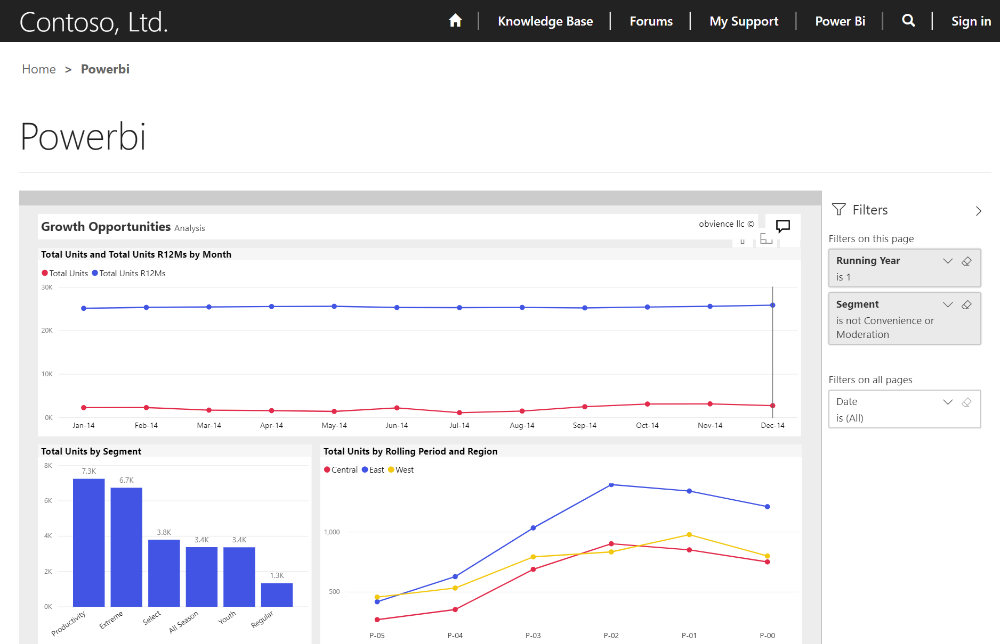 Contoso, Ltd.
Knowledge Base
Forums
My Support
Power Bi
Sign in
Home > Powerbi
Powerbi
Growth Opportunities Analysis
obvience llc ©
Total Units and Total Units R12Ms by Month
Total Units Total Units R12Ms
30K
20K
10K
0K
Jan-14 Feb-14 Mar-14 Apr-14 May-14 Jun-14 Jul-14 Aug-14 Sep-14 Oct-14 Nov-14 Dec-14
Total Units by Segment
8K
6K
4K
2K
0K
7.3K
6.7K
3.8K
3.4K
3.4K
1.3K
Productivity Extreme Select All Season Youth Regular
Total Units by Rolling Period and Region
Central East West
1,000
500
P-05 P-04 P-03 P-02 P-01 P-00
Filters
Filters on this page
Running Year
is 1
Segment
is not Convenience or
Moderation
Filters on all pages
Date
is (All)